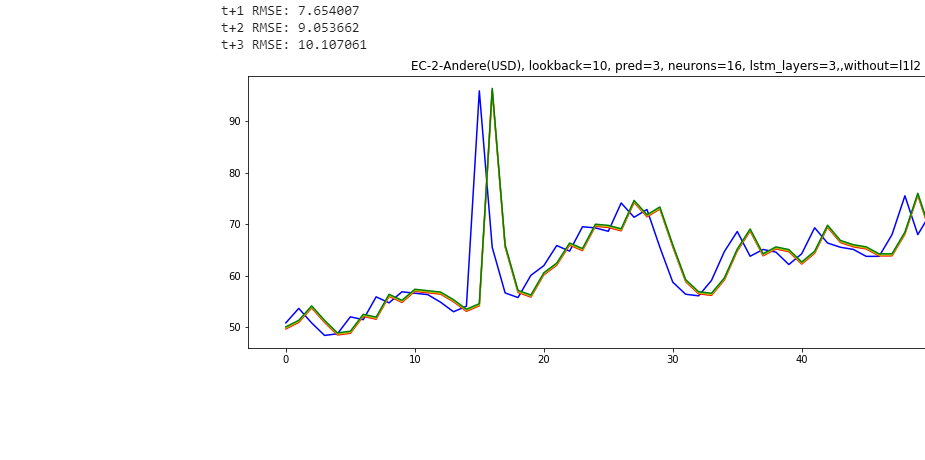 t+1 RMSE: 7.654007
t+2 RMSE: 9.053662
t+3 RMSE: 10.107061
EC-2-Andere(USD), lookback=10, pred=3, neurons=16, lstm_layers=3,,without=l1l2
90
80
70
60
50
0 10 20 30 40